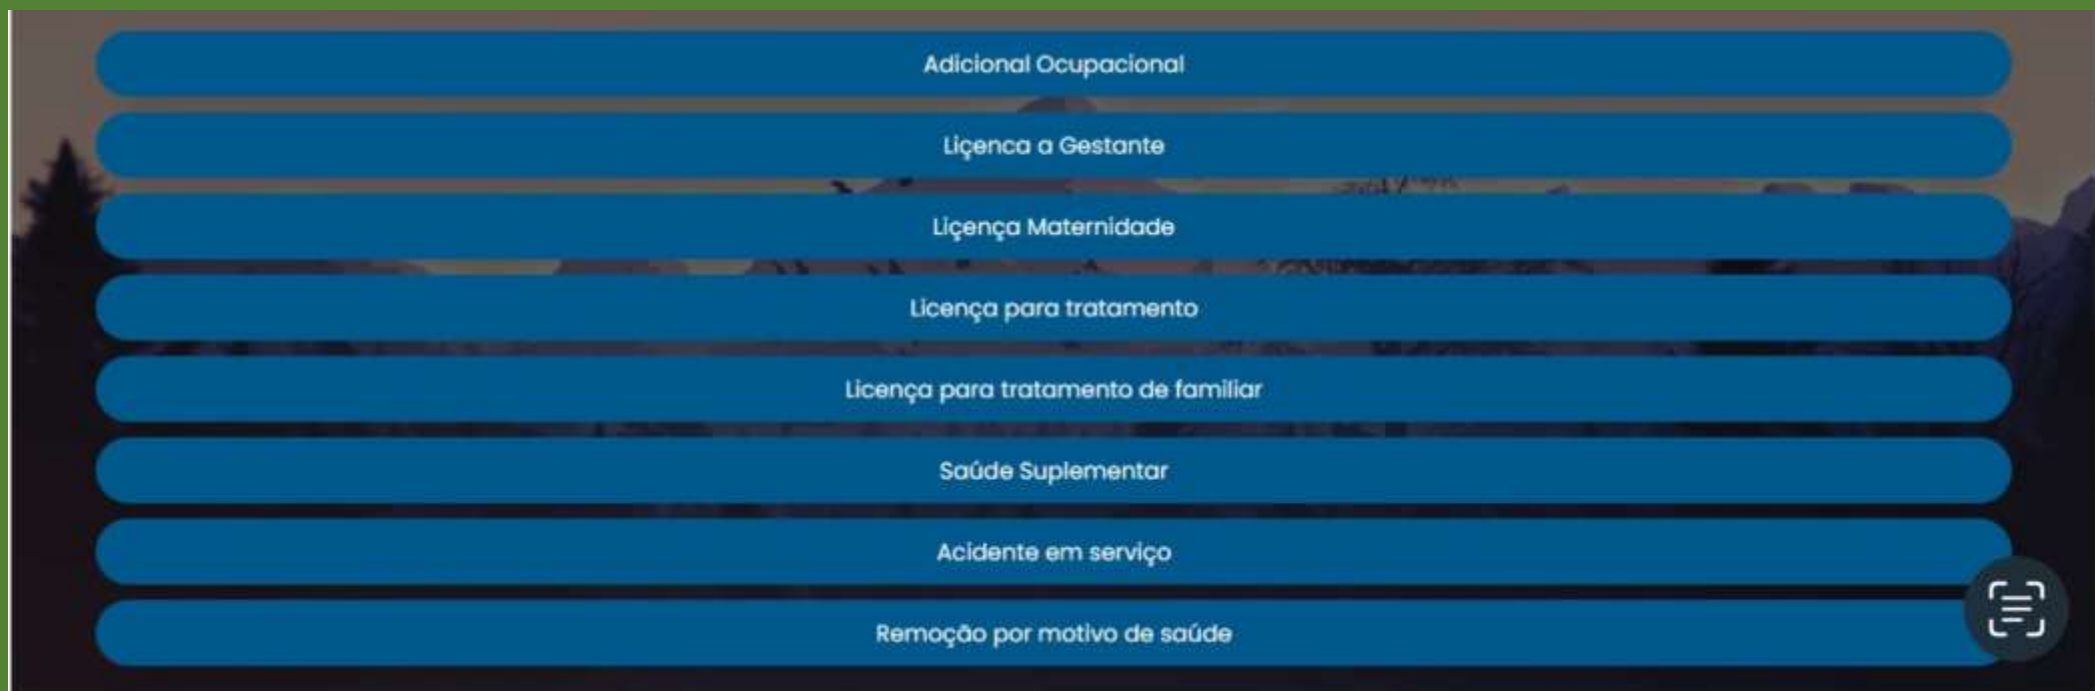 Adicional Ocupacional
Liçenca a Gestante
Liçença Maternidade
Licença para tratamento
Licença para tratamento de familiar
Saúde Suplementar
Acidente em serviço
Remoção por motivo de saúde